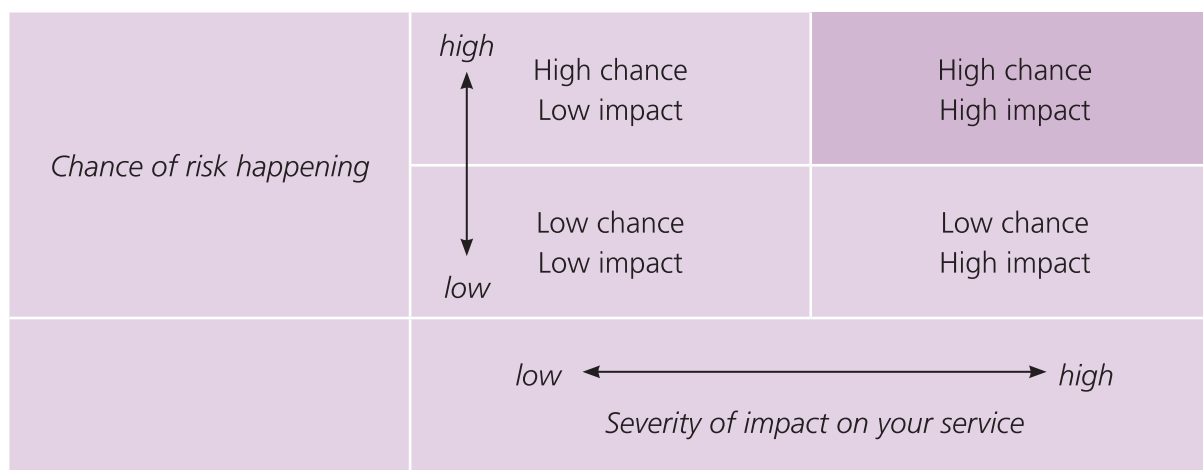 high
High chance
Low impact
High chance
High impact
Chance of risk happening
Low chance
Low impact
Low chance
High impact
low
low
high
Severity of impact on your service